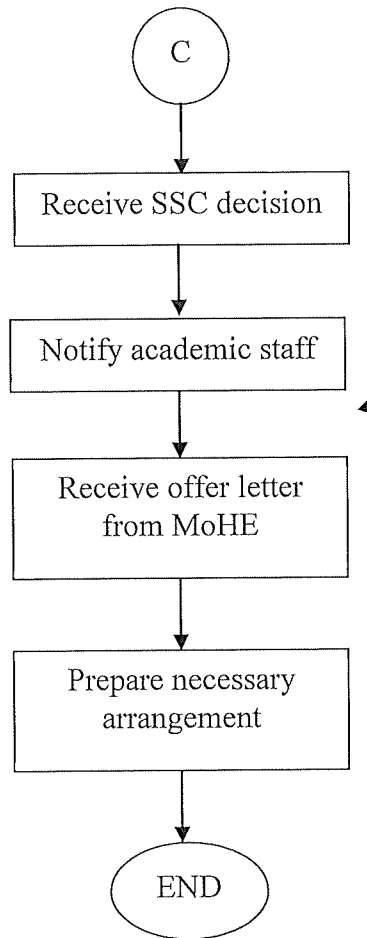 C
Receive SSC decision
Notify academic staff
Receive offer letter
from MoHE
Prepare necessary
arrangement
END